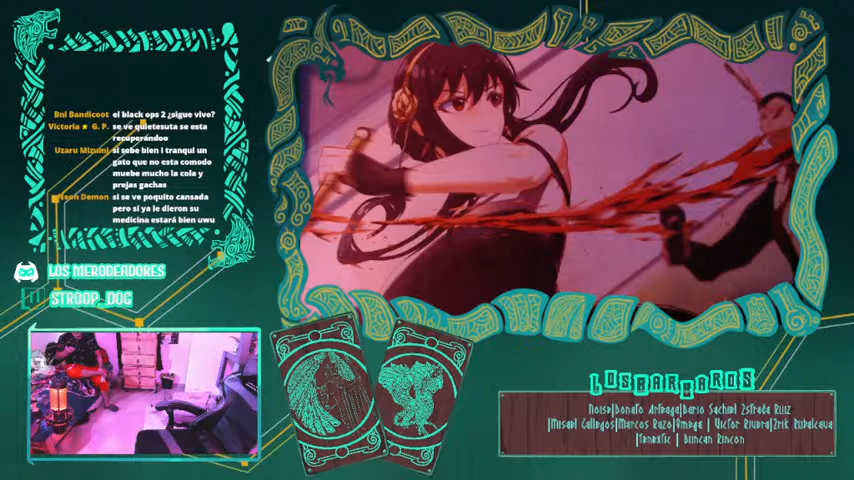 Bnl Bandicoot el black ops 2 ¿sigue vivo?
Victoria ★ G. P. se ve quietesuta se esta
recuperándoo
Uzaru Mizumi si sebe bien i tranqui un
gato que no esta comodo
muebe mucho la cola y
prejas gachas
Neon Demon si se ve poquito cansada
pero si ya le dieron su
medicina estará bien uwu
LOS MERODEADORES
STROOP_DOG
LOSBARBAROS
Noise|Donato Arteaga|Dario Sachiel Estrada Ruiz
|Misael Gallegos|Marcos Razo|Omega | Victor Rivera|Erik Rubalcava
| Duncan Rincon